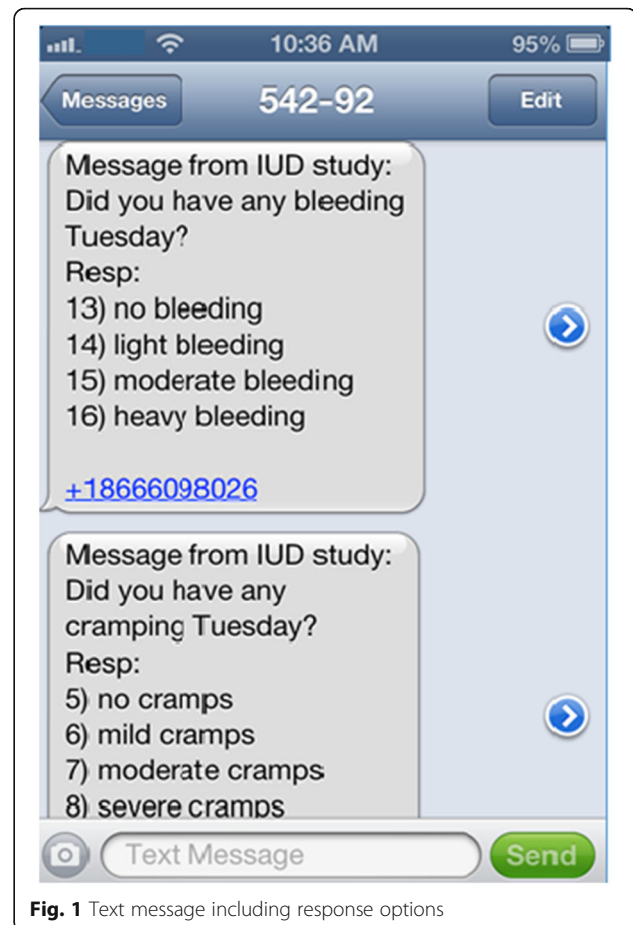 10:36 AM 95%
Messages 542-92 Edit
Message from IUD study:
Did you have any bleeding
Tuesday?
Resp:
13) no bleeding
14) light bleeding
15) moderate bleeding
16) heavy bleeding
+18666098026
Message from IUD study:
Did you have any
cramping Tuesday?
Resp:
5) no cramps
6) mild cramps
7) moderate cramps
8) severe cramps
Text Message Send
Fig. 1 Text message including response options